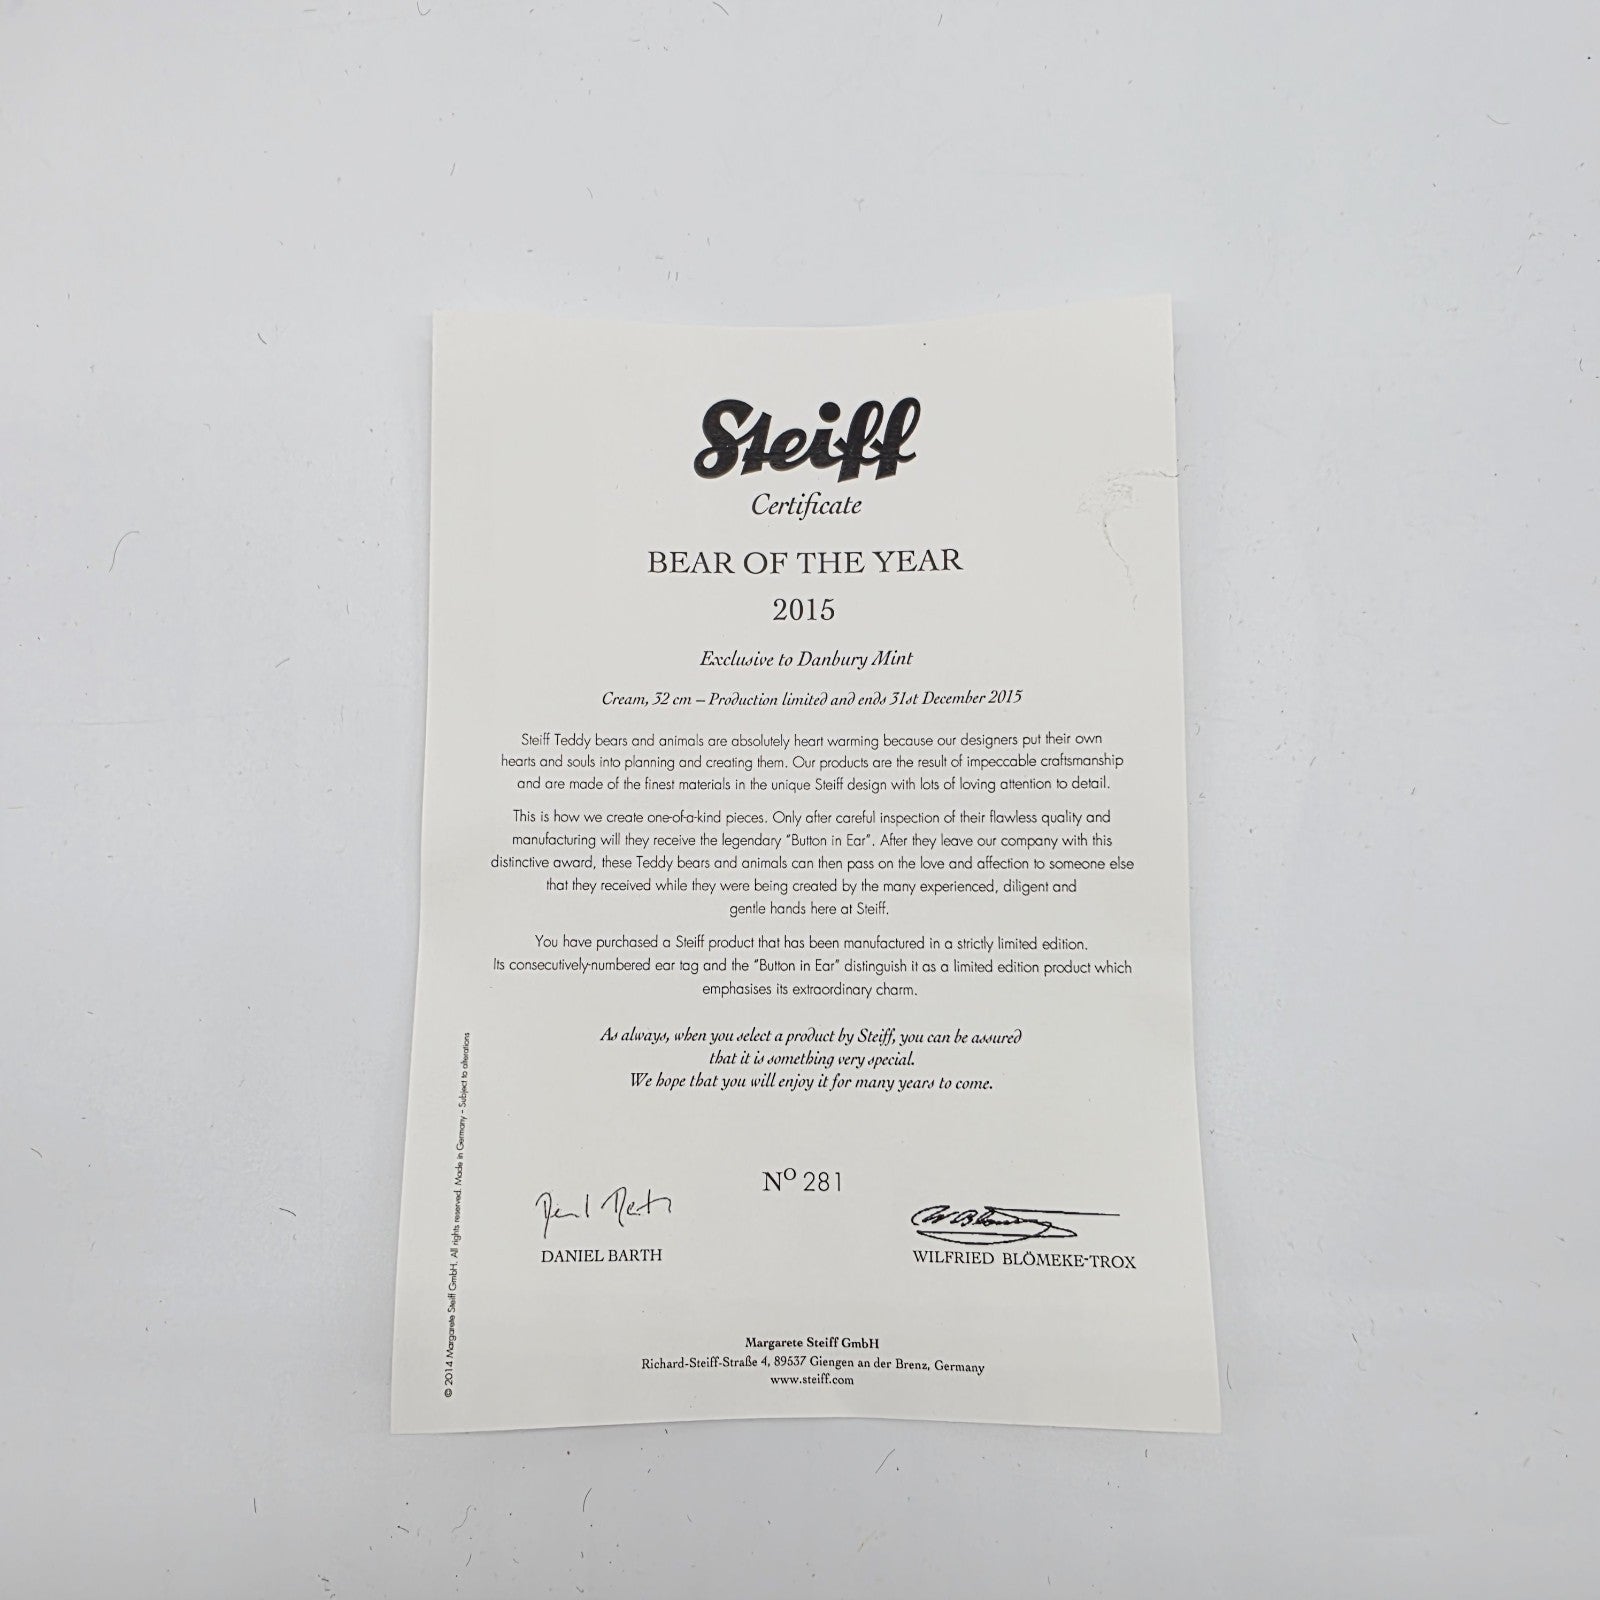 Steiff
Certificate
BEAR OF THE YEAR
2015
Exclusive to Danbury Mint
Cream, 32 cm – Production limited and ends 31st December 2015
Steiff Teddy bears and animals are absolutely heart warming because our designers put their own
hearts and souls into planning and creating them. Our products are the result of impeccable craftsmanship
and are made of the finest materials in the unique Steiff design with lots of loving attention to detail.
This is how we create one-of-a-kind pieces. Only after careful inspection of their flawless quality and
manufacturing will they receive the legendary "Button in Ear". After they leave our company with this
distinctive award, these Teddy bears and animals can then pass on the love and affection to someone else
that they received while they were being created by the many experienced, diligent and
gentle hands here at Steiff.
You have purchased a Steiff product that has been manufactured in a strictly limited edition.
Its consecutively-numbered ear tag and the "Button in Ear" distinguish it as a limited edition product which
emphasises its extraordinary charm.
As always, when you select a product by Steiff, you can be assured
that it is something very special.
We hope that you will enjoy it for many years to come.
Nº 281
DANIEL BARTH
WILFRIED BLÖMEKE-TROX
Margarete Steiff GmbH
Richard-Steiff-Straße 4, 89537 Giengen an der Brenz, Germany
www.steiff.com
© 2014 Margarete Steiff GmbH. All rights reserved. Made in Germany – Subject to alterations